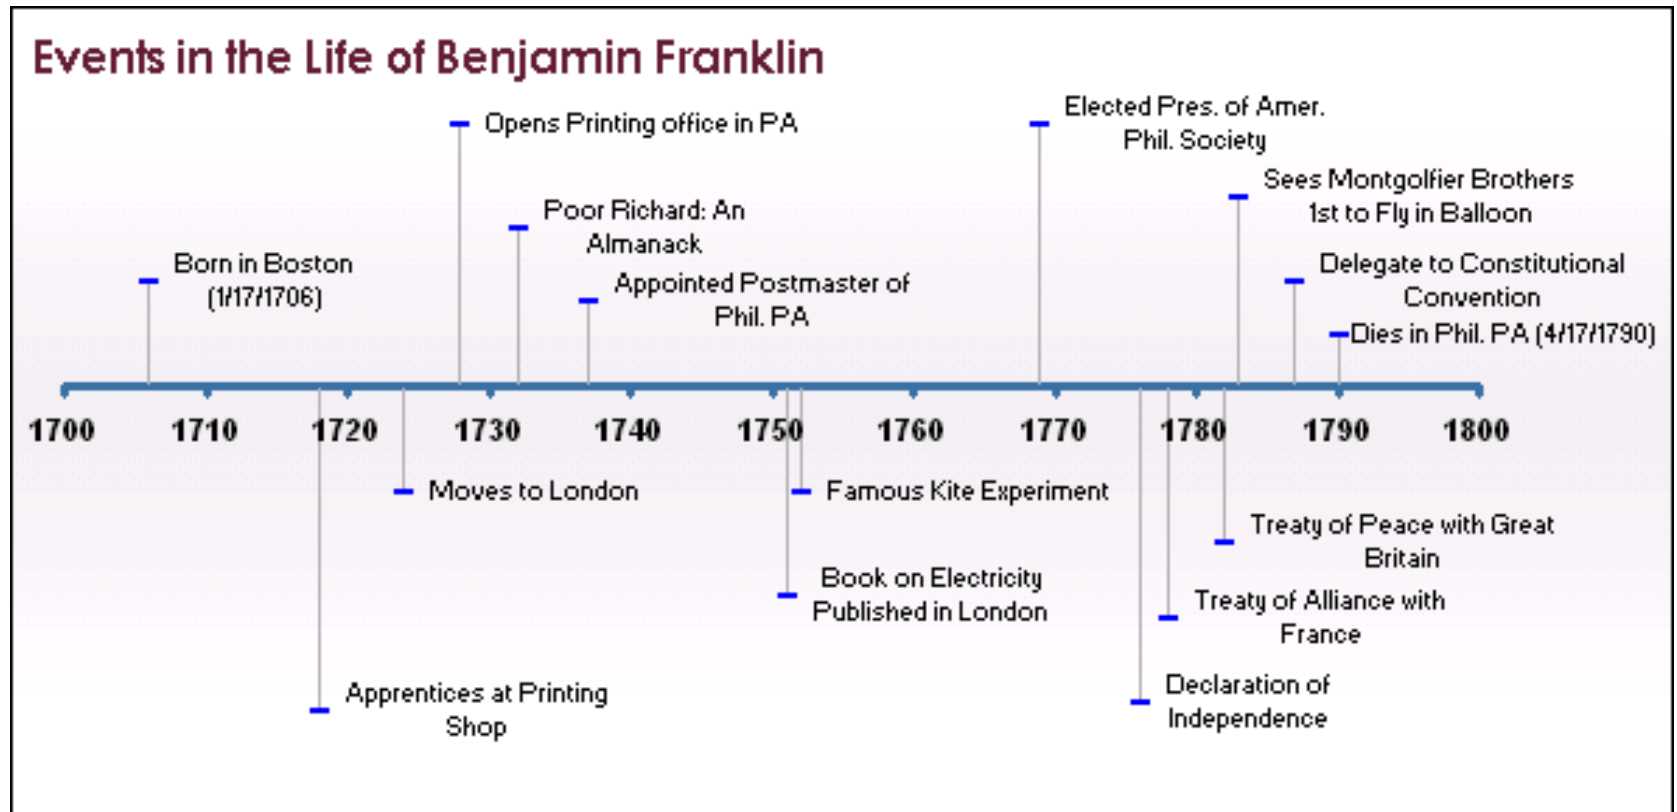 Events in the Life of Benjamin Franklin
Opens Printing office in PA
Elected Pres. of Amer.
Phil. Society
Sees Montgolfier Brothers
1st to Fly in Balloon
Poor Richard: An
Almanack
Born in Boston
(1/17/1706)
Appointed Postmaster of
Phil. PA
Delegate to Constitutional
Convention
Dies in Phil. PA (4/17/1790)
1700 1710 1720 1730 1740 1750 1760 1770 1780 1790 1800
Moves to London
Famous Kite Experiment
Treaty of Peace with Great
Britain
Book on Electricity
Published in London
Treaty of Alliance with
France
Apprentices at Printing
Shop
Declaration of
Independence